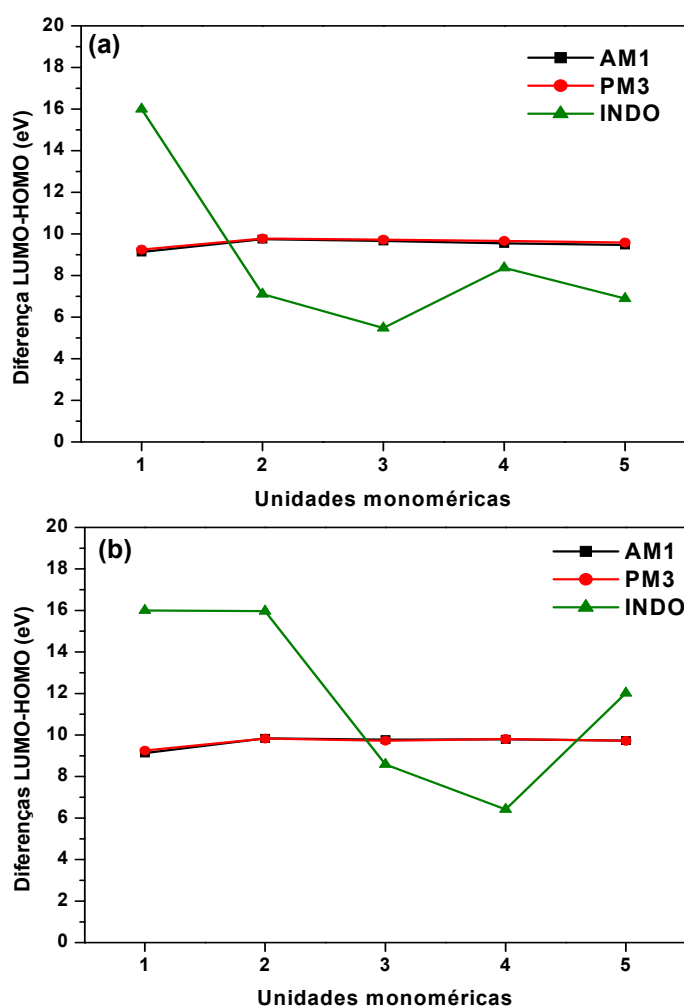 (a)
AM1
PM3
INDO
Diferença LUMO-HOMO (eV)
20
18
16
14
12
10
8
6
4
2
0
1 2 3 4 5
Unidades monoméricas
(b)
AM1
PM3
INDO
Diferenças LUMO-HOMO (eV)
20
18
16
14
12
10
8
6
4
2
0
1 2 3 4 5
Unidades monoméricas